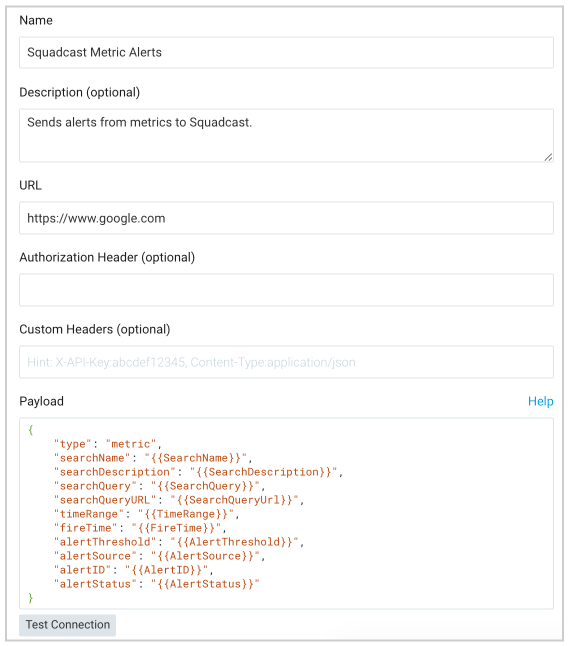 Name
Squadcast Metric Alerts
Description (optional)
Sends alerts from metrics to Squadcast.
URL
https://www.google.com
Authorization Header (optional)
Custom Headers (optional)
Hint: X-API-Key:abcdef12345, Content-Type:application/json
Payload Help
{
    "type": "metric",
    "searchName": "{{SearchName}}",
    "searchDescription": "{{SearchDescription}}",
    "searchQuery": "{{SearchQuery}}",
    "searchQueryURL": "{{SearchQueryUrl}}",
    "timeRange": "{{TimeRange}}",
    "fireTime": "{{FireTime}}",
    "alertThreshold": "{{AlertThreshold}}",
    "alertSource": "{{AlertSource}}",
    "alertID": "{{AlertID}}",
    "alertStatus": "{{AlertStatus}}"
}
Test Connection